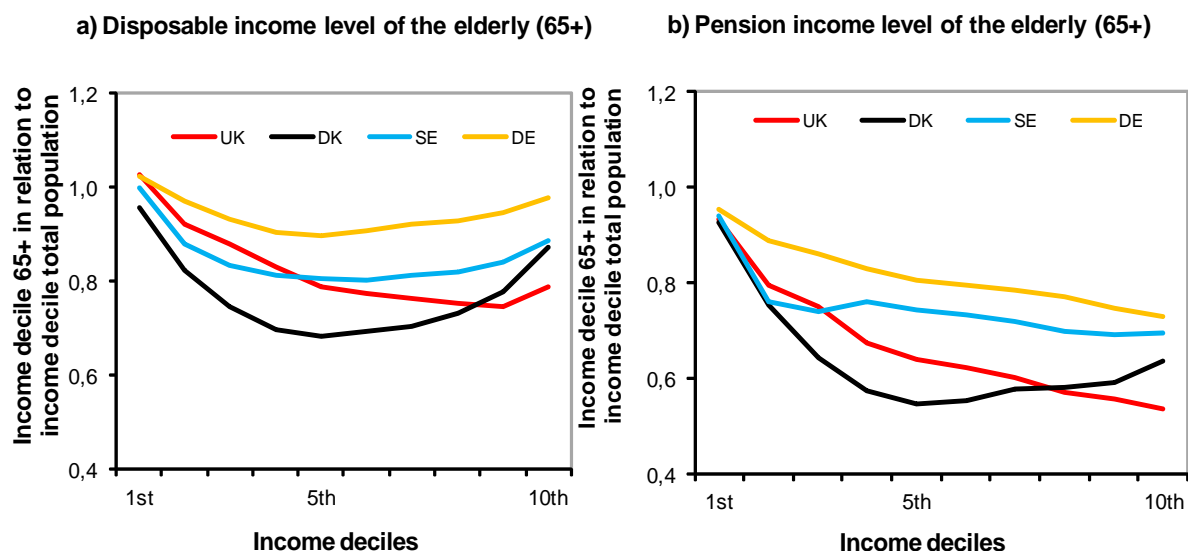 a) Disposable income level of the elderly (65+)
Income decile 65+ in relation to
income decile total population
1,2
1,0
0,8
0,6
0,4
UK DK SE DE
1st 5th 10th
Income deciles
b) Pension income level of the elderly (65+)
Income decile 65+ in relation to
income decile total population
1,2
1,0
0,8
0,6
0,4
UK DK SE DE
1st 5th 10th
Income deciles